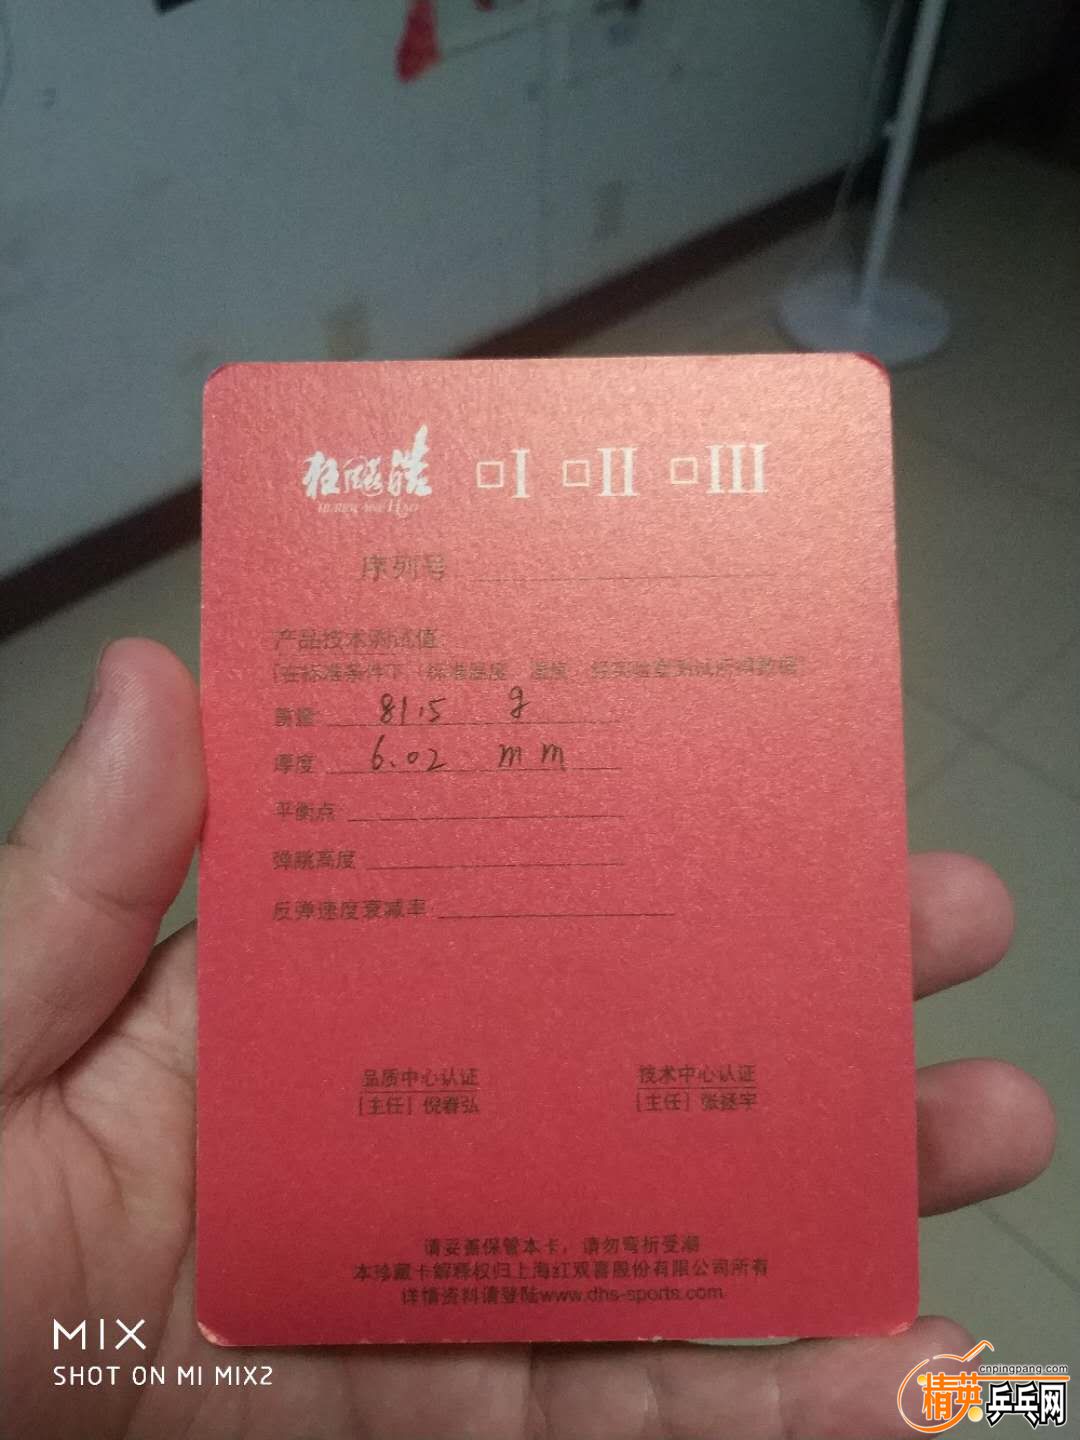 狂飚皓 □I □II □III
HURRICANE HAO
序列号
产品技术测试值
[在标准条件下（标准温度、湿度）经实验室测试所得数据]
重量 81.5 g
厚度 6.02 mm
平衡点
弹跳高度
反弹速度衰减率
品质中心认证 技术中心认证
[主任] 倪春弘 [主任] 张拯宇
请妥善保管本卡，请勿弯折受潮
本珍藏卡解释权归上海红双喜股份有限公司所有
详情资料请登陆www.dhs-sports.com
MIX
SHOT ON MI MIX2
cnpingpang.com
精英乒乓网